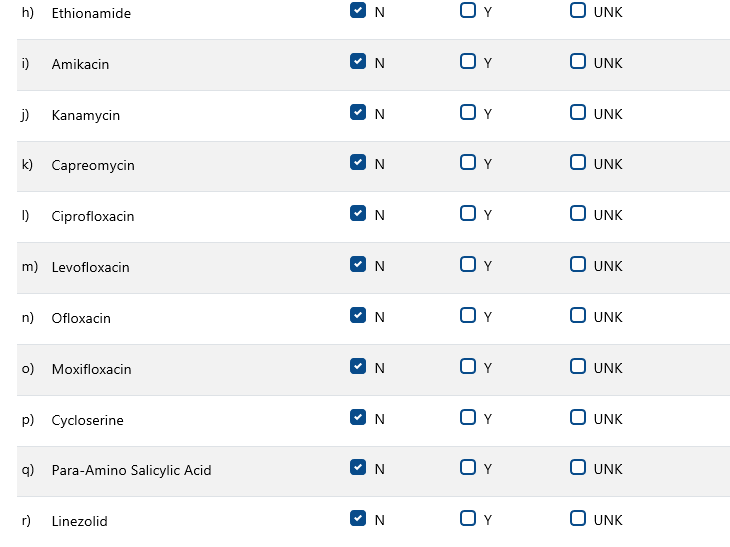 h) Ethionamide N Y UNK
i) Amikacin N Y UNK
j) Kanamycin N Y UNK
k) Capreomycin N Y UNK
l) Ciprofloxacin N Y UNK
m) Levofloxacin N Y UNK
n) Ofloxacin N Y UNK
o) Moxifloxacin N Y UNK
p) Cycloserine N Y UNK
q) Para-Amino Salicylic Acid N Y UNK
r) Linezolid N Y UNK